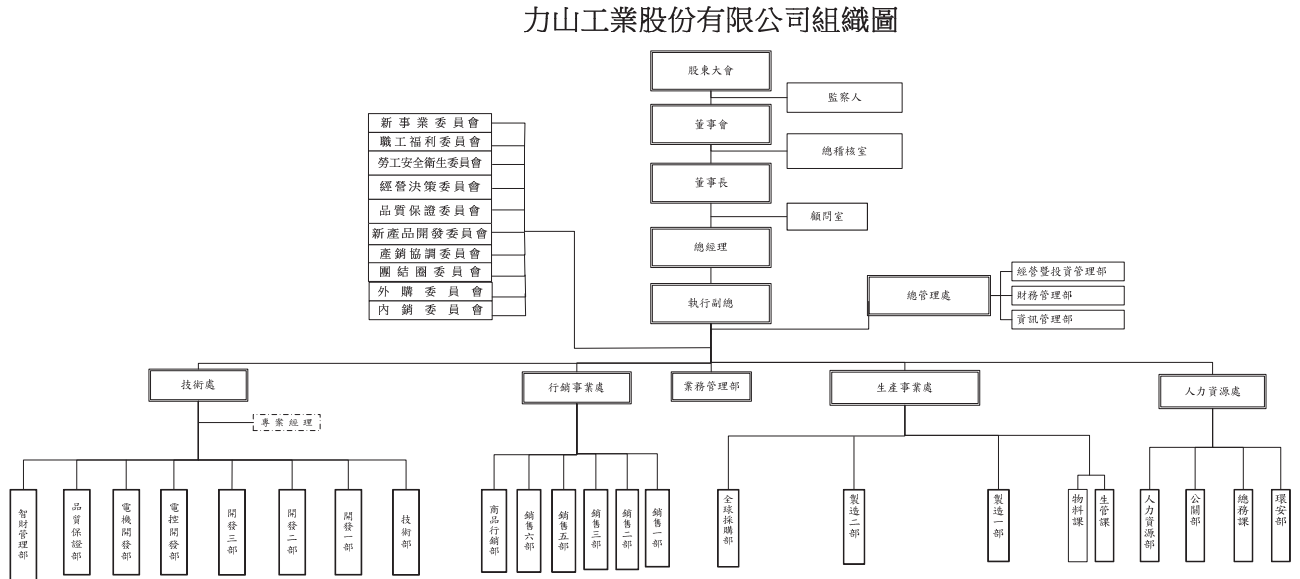 力山工業股份有限公司組織圖
股東大會
監察人
董事會
總稽核室
董事長
顧問室
總經理
執行副總
新事業委員會
職工福利委員會
勞工安全衛生委員會
經營決策委員會
品質保證委員會
新產品開發委員會
產銷協調委員會
團結圈委員會
外購委員會
內銷委員會
總管理處
經營暨投資管理部
財務管理部
資訊管理部
技術處
行銷事業處
業務管理部
生產事業處
人力資源處
專案經理
智財管理部
品質保證部
電機開發部
電控開發部
開發三部
開發二部
開發一部
技術部
商品行銷部
銷售六部
銷售五部
銷售三部
銷售二部
銷售一部
全球採購部
製造二部
製造一部
物料課
生管課
人力資源部
公關部
總務課
環安部